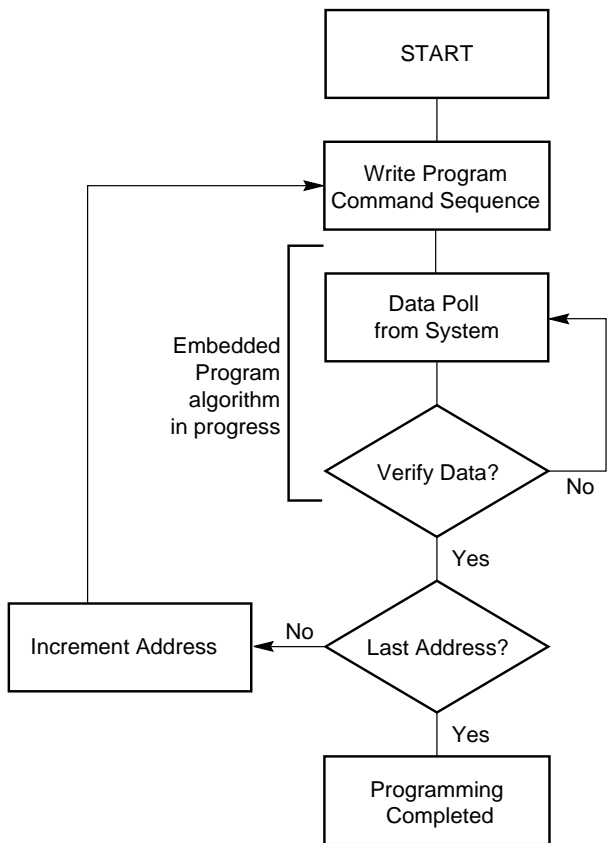 START
Write Program
Command Sequence
Data Poll
from System
Embedded
Program
algorithm
in progress
Verify Data?
No
Yes
Increment Address
No
Last Address?
Yes
Programming
Completed